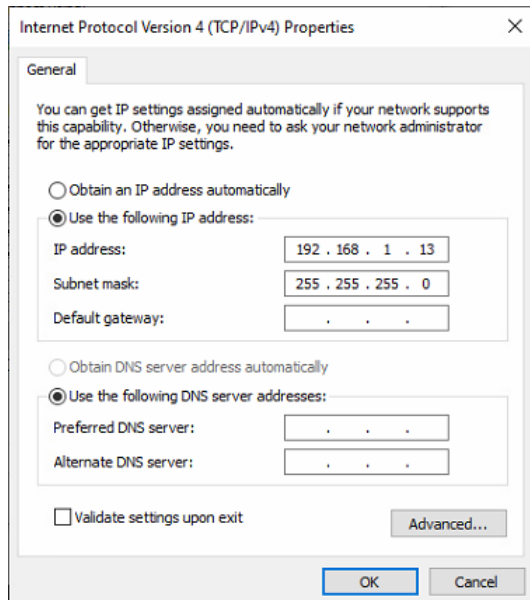 Internet Protocol Version 4 (TCP/IPv4) Properties
General
You can get IP settings assigned automatically if your network supports
this capability. Otherwise, you need to ask your network administrator
for the appropriate IP settings.
Obtain an IP address automatically
Use the following IP address:
IP address: 192 . 168 . 1 . 13
Subnet mask: 255 . 255 . 255 . 0
Default gateway: . . .
Obtain DNS server address automatically
Use the following DNS server addresses:
Preferred DNS server: . . .
Alternate DNS server: . . .
Validate settings upon exit
Advanced...
OK Cancel